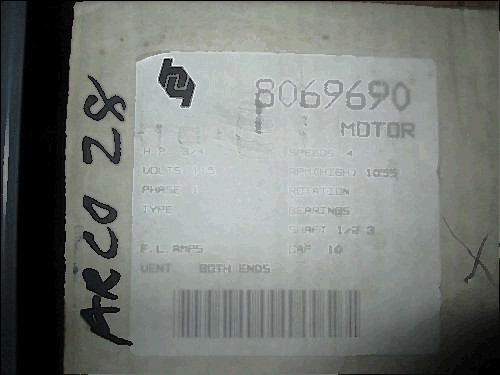 ARCO 28
8069690
MOTOR
H.P. 3/4
SPEEDS 4
VOLTS 115
RPM(HIGH) 1055
PHASE 1
ROTATION
TYPE
BEARINGS
SHAFT 1/2 3
F.L AMPS
CAP 10
VENT BOTH ENDS
X